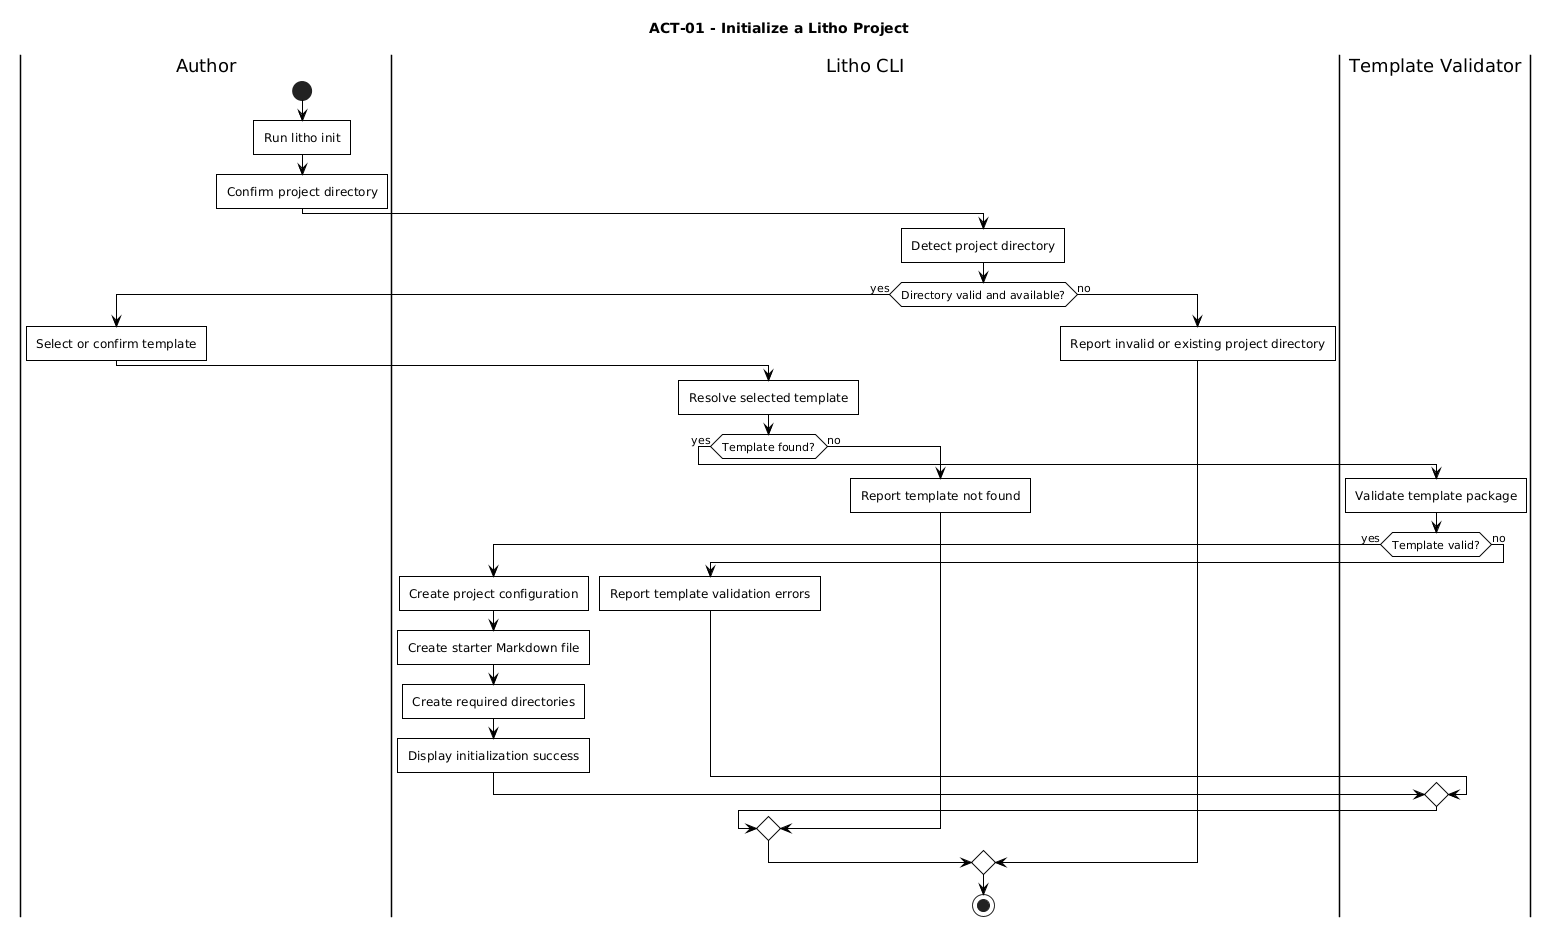 ACT-01 - Initialize a Litho Project
Author
Litho CLI
Template Validator
Run litho init
Confirm project directory
Detect project directory
yes
Directory valid and available?
no
Select or confirm template
Report invalid or existing project directory
Resolve selected template
yes
Template found?
no
Report template not found
Validate template package
yes
Template valid?
no
Create project configuration
Report template validation errors
Create starter Markdown file
Create required directories
Display initialization success